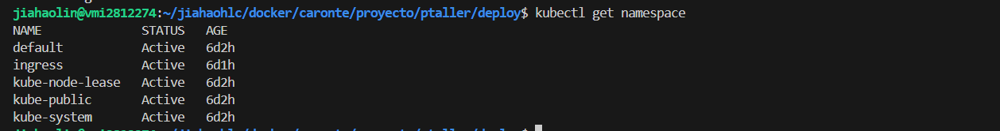 jiahaolin@vmi2812274:~/jiahaohlc/docker/caronte/proyecto/ptaller/deploy$ kubectl get namespace
NAME STATUS AGE
default Active 6d2h
ingress Active 6d1h
kube-node-lease Active 6d2h
kube-public Active 6d2h
kube-system Active 6d2h